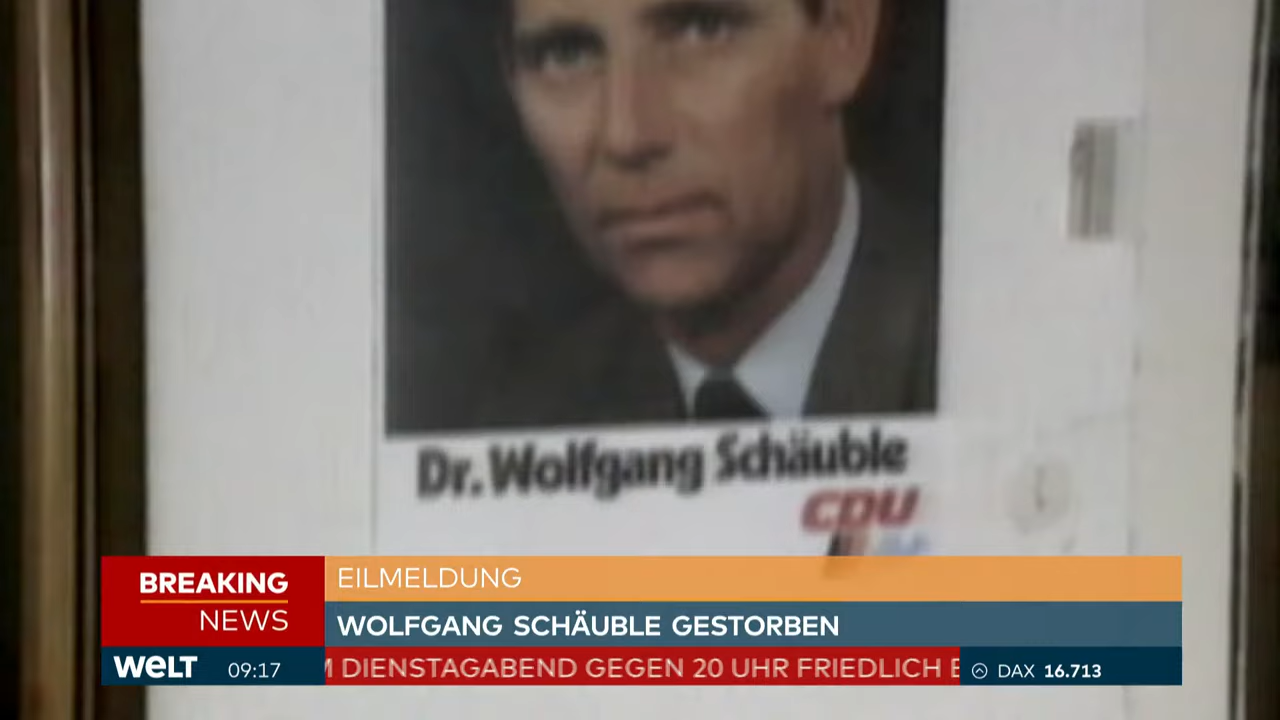 Dr. Wolfgang Schäuble
CDU
BREAKING
NEWS
EILMELDUNG
WOLFGANG SCHÄUBLE GESTORBEN
WELT
09:17
DIENSTAGABEND GEGEN 20 UHR FRIEDLICH
DAX 16.713